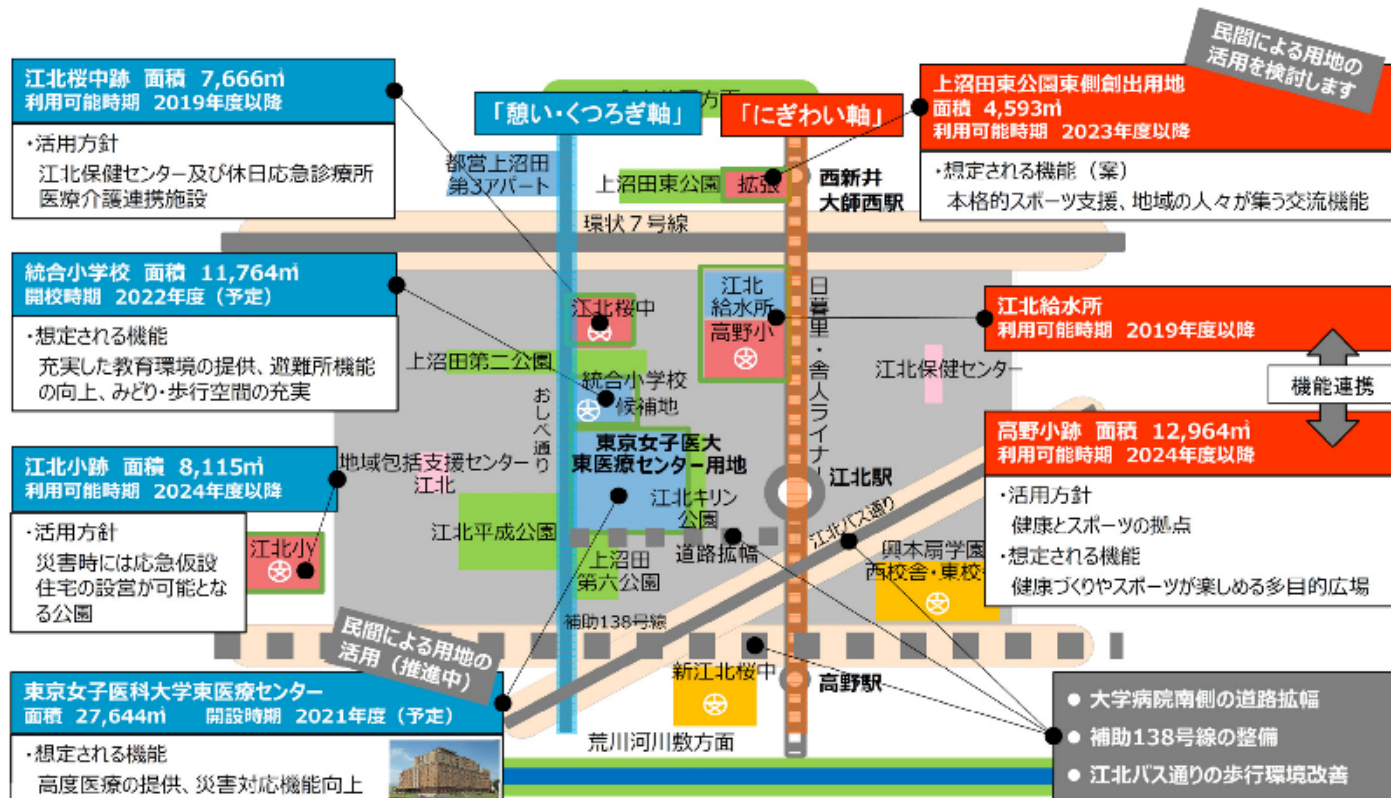 江北桜中跡 面積 7,666㎡
利用可能時期 2019年度以降
・活用方針
江北保健センター及び休日応急診療所
医療介護連携施設
統合小学校 面積 11,764㎡
開校時期 2022年度（予定）
・想定される機能
充実した教育環境の提供、避難所機能
の向上、みどり・歩行空間の充実
江北小跡 面積 8,115㎡
利用可能時期 2024年度以降
・活用方針
災害時には応急仮設
住宅の設営が可能とな
る公園
民間による用地の
活用（推進中）
東京女子医科大学東医療センター
面積 27,644㎡ 開設時期 2021年度（予定）
・想定される機能
高度医療の提供、災害対応機能向上
方面
「憩い・くつろぎ軸」
「にぎわい軸」
都営上沼田
第3アパート
上沼田東公園
拡張
西新井
大師西駅
環状７号線
江北桜中
江北
給水所
高野小
日暮里・舎人ライナー
上沼田第二公園
統合小学校
候補地
おしべ通り
江北保健センター
東京女子医大
東医療センター用地
地域包括支援センター
江北
江北キリン
公園
江北駅
江北平成公園
江北小
道路拡幅
江北バス通り
上沼田
第六公園
興本扇学園
西校舎・東校
補助138号線
新江北桜中
高野駅
荒川河川敷方面
民間による用地の
活用を検討します
上沼田東公園東側創出用地
面積 4,593㎡
利用可能時期 2023年度以降
・想定される機能（案）
本格的スポーツ支援、地域の人々が集う交流機能
江北給水所
利用可能時期 2019年度以降
機能連携
高野小跡 面積 12,964㎡
利用可能時期 2024年度以降
・活用方針
健康とスポーツの拠点
・想定される機能
健康づくりやスポーツが楽しめる多目的広場
● 大学病院南側の道路拡幅
● 補助138号線の整備
● 江北バス通りの歩行環境改善